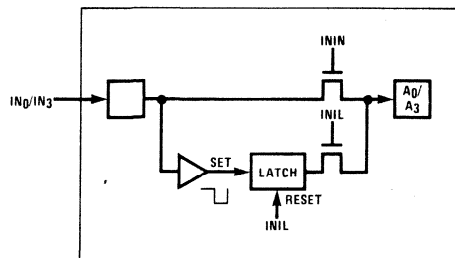 ININ
IN0/IN3
A0/
A3
INIL
SET
LATCH
RESET
INIL